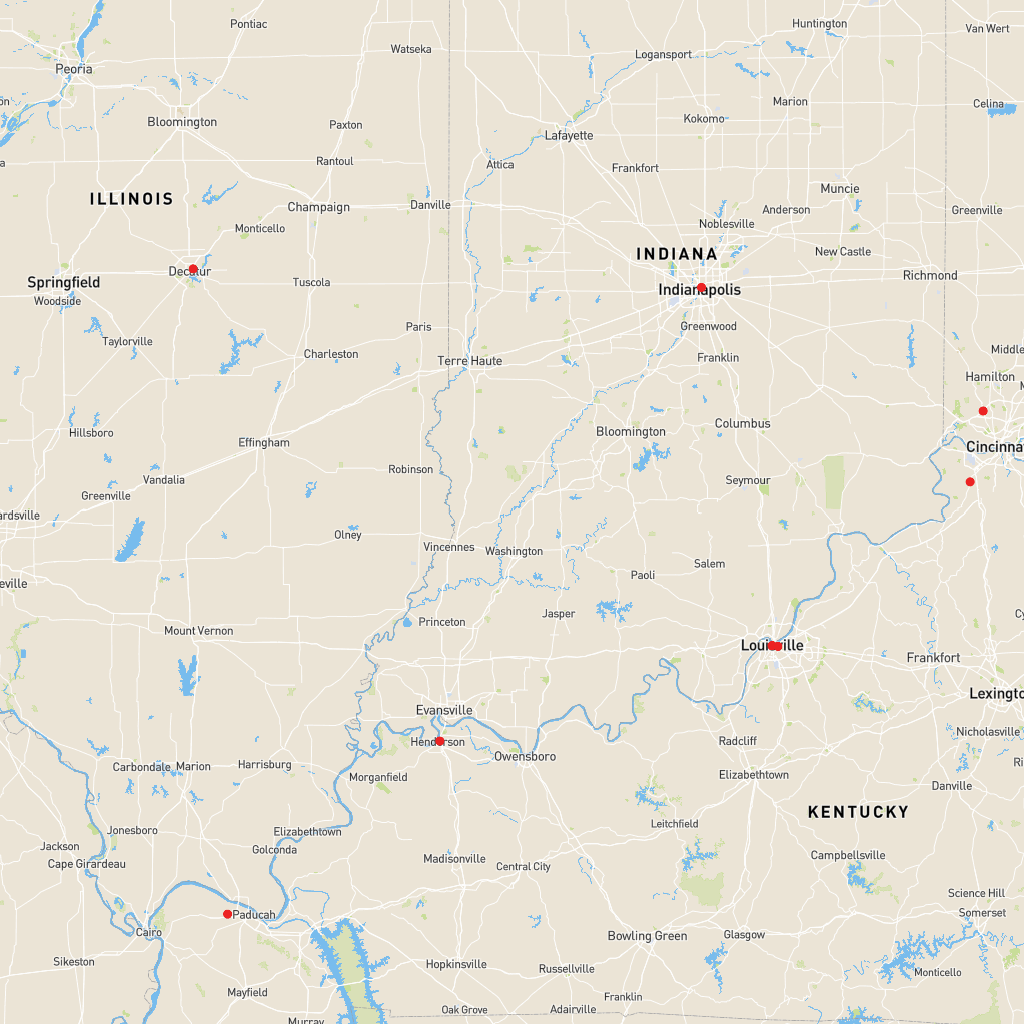 Pontiac
Huntington
Van Wert
Watseka
Logansport
Peoria
Marion
Celina
Bloomington
Paxton
Lafayette
Kokomo
Rantoul
Attica
Frankfort
ILLINOIS
Champaign
Danville
Muncie
Anderson
Greenville
Monticello
Noblesville
INDIANA
New Castle
Decatur
Springfield
Tuscola
Richmond
Indianapolis
Woodside
Paris
Greenwood
Taylorville
Charleston
Terre Haute
Franklin
Middle
Hamilton
Hillsboro
Effingham
Bloomington
Columbus
Cincinna
Robinson
Vandalia
Seymour
Greenville
ardsville
Olney
Vincennes
Washington
Salem
Paoli
eville
Jasper
Princeton
Mount Vernon
Louisville
Frankfort
Lexingto
Evansville
Henderson
Radcliff
Nicholasville
Owensboro
Carbondale
Marion
Harrisburg
Morganfield
Elizabethtown
Danville
KENTUCKY
Jonesboro
Elizabethtown
Leitchfield
Jackson
Golconda
Cape Girardeau
Madisonville
Central City
Campbellsville
Science Hill
Paducah
Somerset
Cairo
Bowling Green
Glasgow
Sikeston
Hopkinsville
Russellville
Monticello
Mayfield
Franklin
Oak Grove
Adairville
Murray